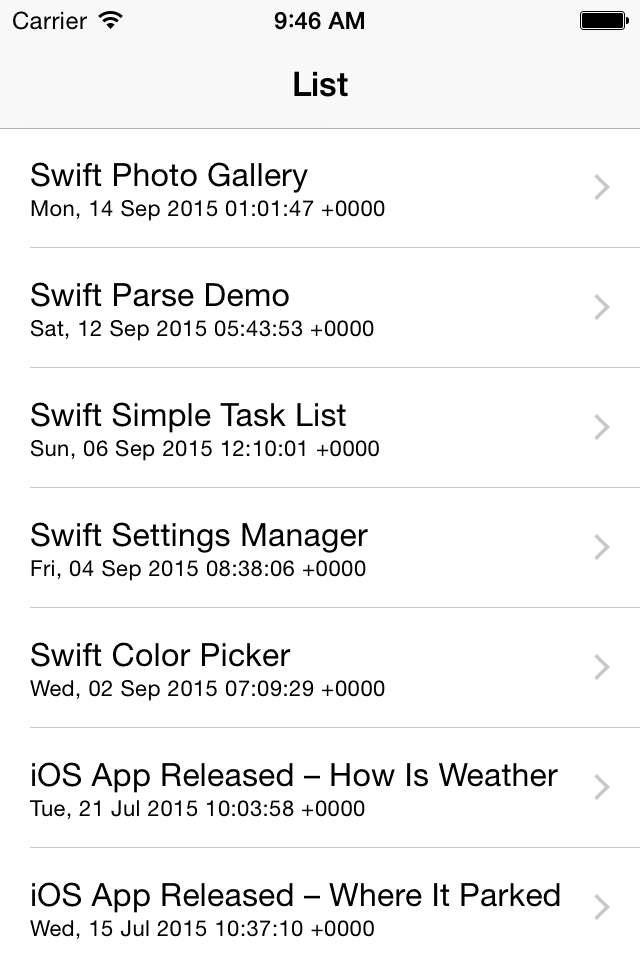 Carrier 9:46 AM
List
Swift Photo Gallery
Mon, 14 Sep 2015 01:01:47 +0000
Swift Parse Demo
Sat, 12 Sep 2015 05:43:53 +0000
Swift Simple Task List
Sun, 06 Sep 2015 12:10:01 +0000
Swift Settings Manager
Fri, 04 Sep 2015 08:38:06 +0000
Swift Color Picker
Wed, 02 Sep 2015 07:09:29 +0000
iOS App Released – How Is Weather
Tue, 21 Jul 2015 10:03:58 +0000
iOS App Released – Where It Parked
Wed, 15 Jul 2015 10:37:10 +0000